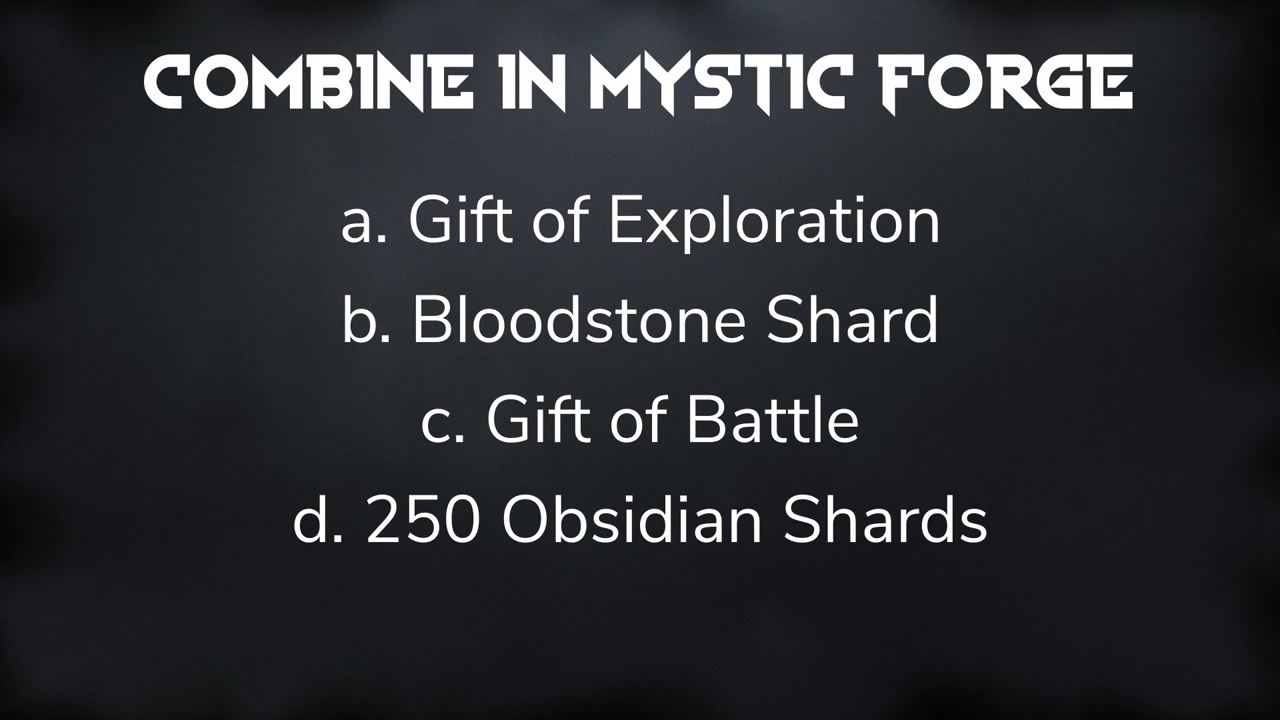 COMBINE IN MYSTIC FORGE
a. Gift of Exploration
b. Bloodstone Shard
c. Gift of Battle
d. 250 Obsidian Shards